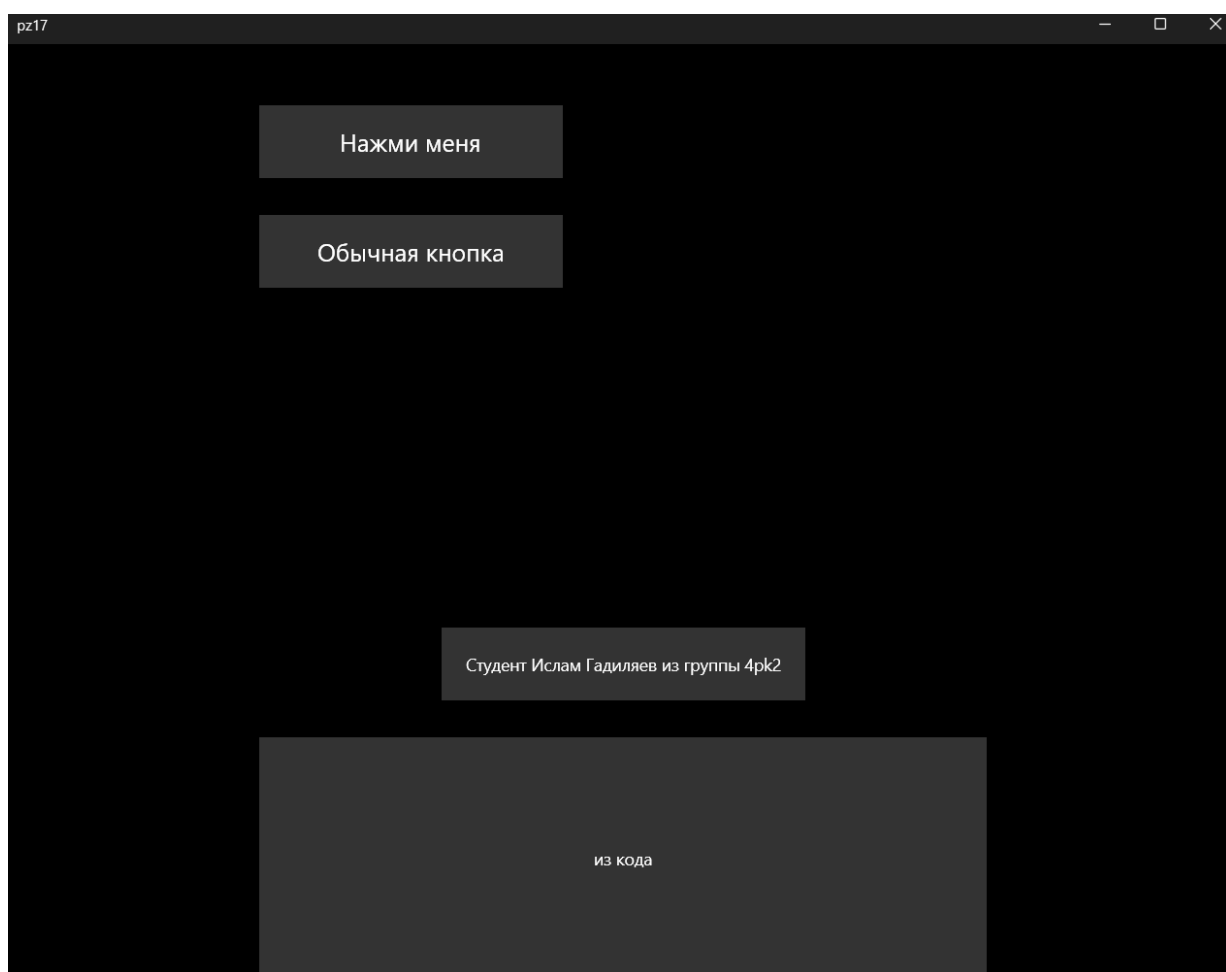 pz17
Нажми меня
Обычная кнопка
Студент Ислам Гадиляев из группы 4pk2
из кода